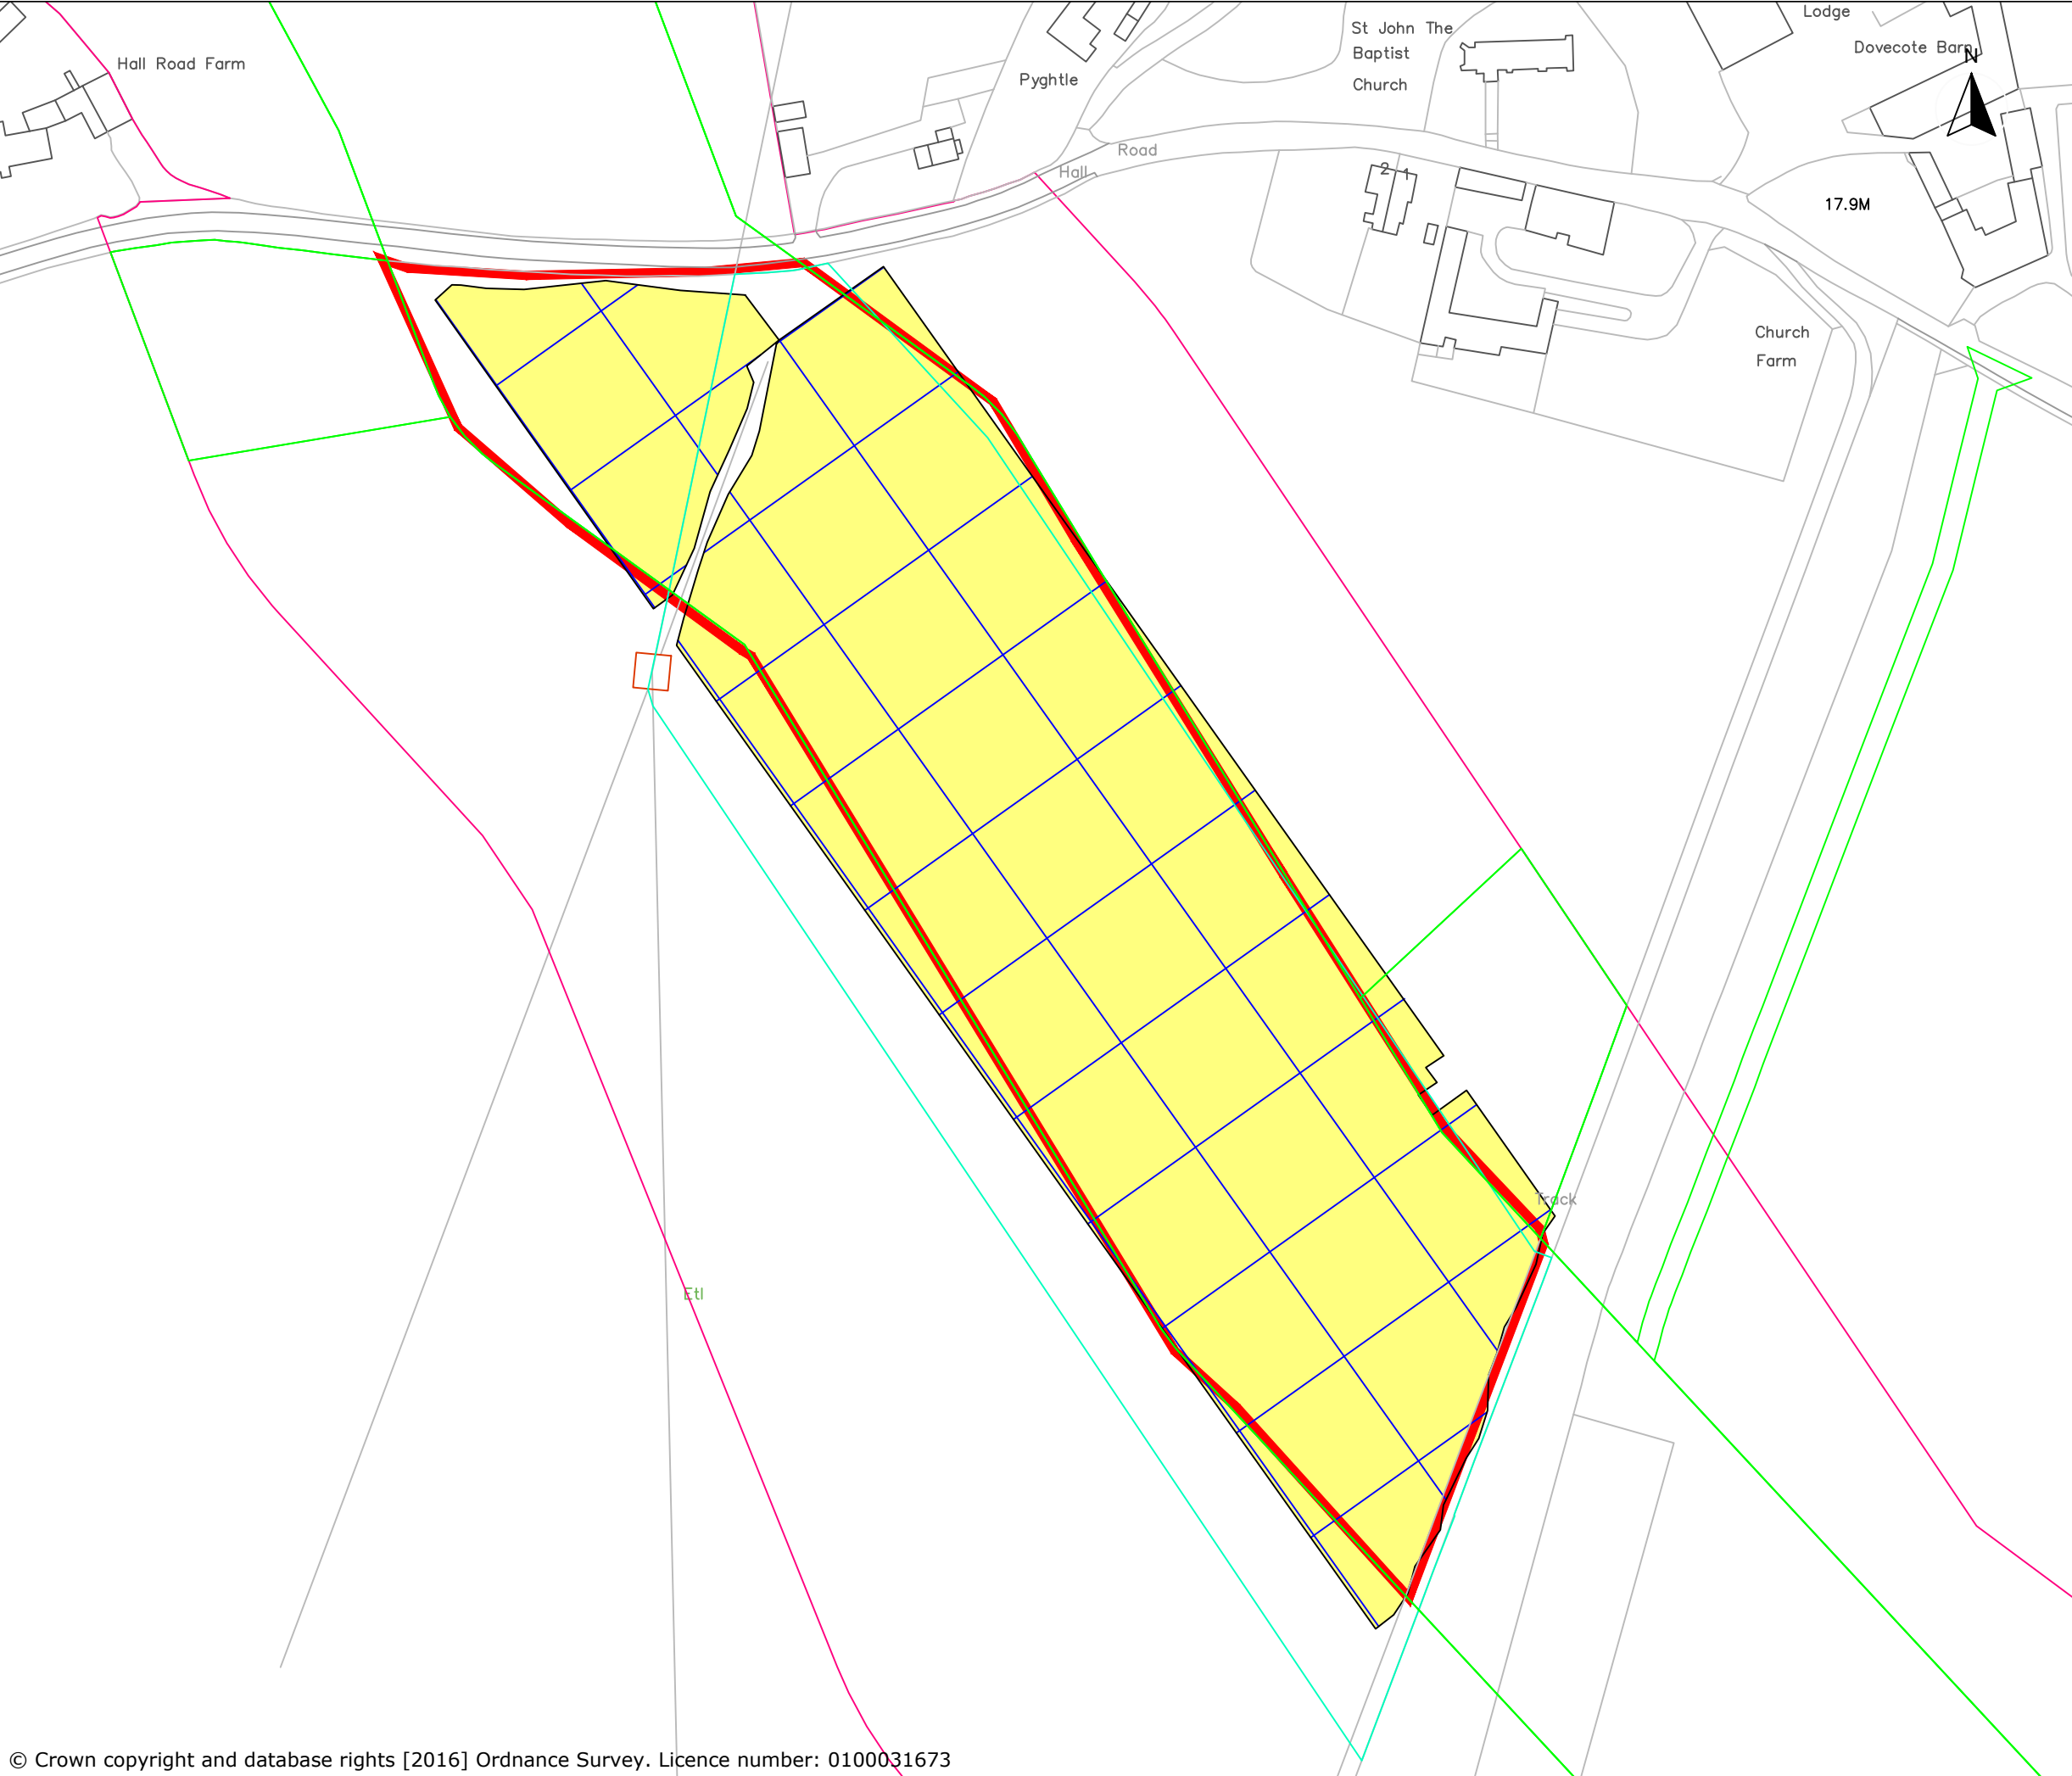 Lodge
St John The
Baptist
Church
Dovecote Barn
N
Hall Road Farm
Pyghtle
Road
Hall
2
1
17.9M
Church
Farm
Track
Etl
© Crown copyright and database rights [2016] Ordnance Survey. Licence number: 0100031673